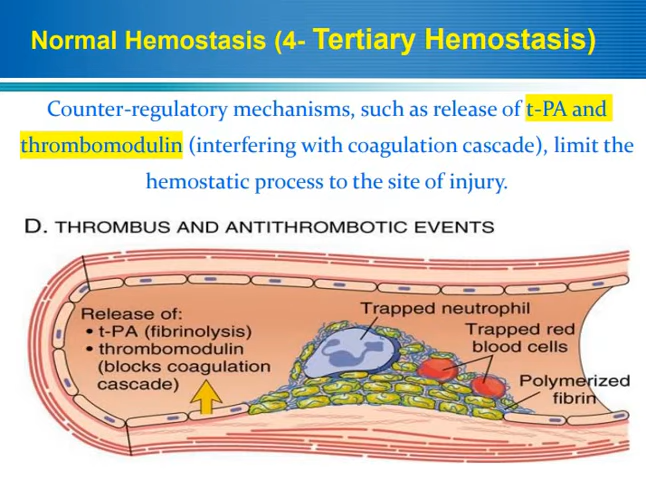 Normal Hemostasis (4- Tertiary Hemostasis)
Counter-regulatory mechanisms, such as release of t-PA and
thrombomodulin (interfering with coagulation cascade), limit the
hemostatic process to the site of injury.
D. THROMBUS AND ANTITHROMBOTIC EVENTS
Release of:
• t-PA (fibrinolysis)
• thrombomodulin
(blocks coagulation
cascade)
Trapped neutrophil
Trapped red
blood cells
Polymerized
fibrin